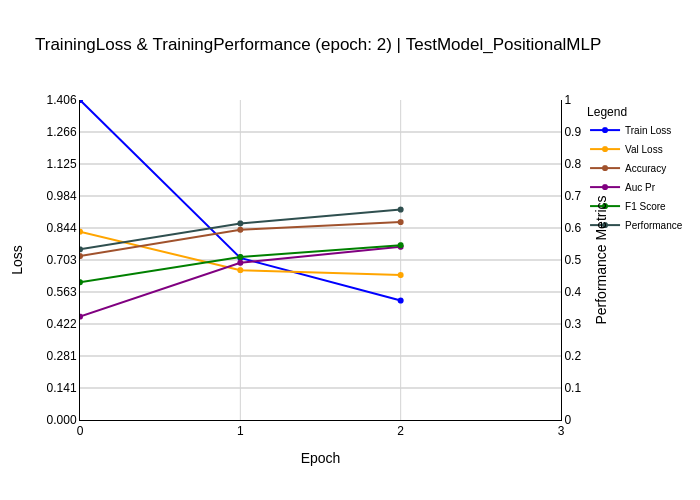 TrainingLoss & TrainingPerformance (epoch: 2) | TestModel_PositionalMLP
1.406
1.266
1.125
0.984
0.844
0.703
0.563
0.422
0.281
0.141
0.000
Loss
0
1
2
3
Epoch
1
0.9
0.8
0.7
0.6
0.5
0.4
0.3
0.2
0.1
0
Performance Metrics
Legend
Train Loss
Val Loss
Accuracy
Auc Pr
F1 Score
Performance